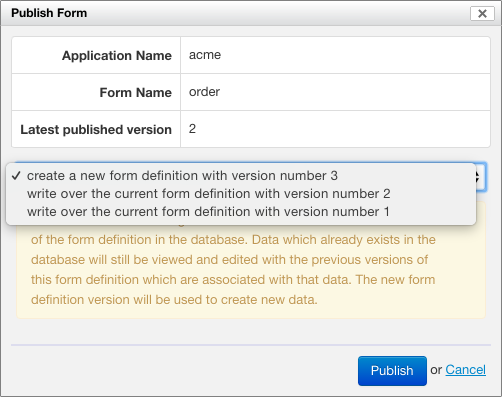 Publish Form
Application Name acme
Form Name order
Latest published version 2
✓ create a new form definition with version number 3
write over the current form definition with version number 2
write over the current form definition with version number 1
of the form definition in the database. Data which already exists in the
database will still be viewed and edited with the previous versions of
this form definition which are associated with that data. The new form
definition version will be used to create new data.
Publish or Cancel